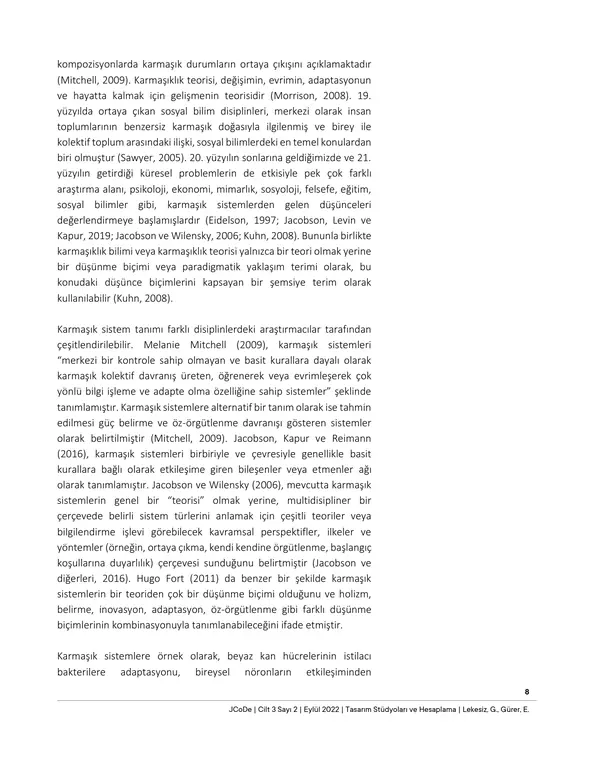 kompozisyonlarda karmaşık durumların ortaya çıkışını açıklamaktadır
(Mitchell, 2009). Karmaşıklık teorisi, değişimin, evrimin, adaptasyonun
ve hayatta kalmak için gelişmenin teorisidir (Morrison, 2008). 19.
yüzyılda ortaya çıkan sosyal bilim disiplinleri, merkezi olarak insan
toplumlarının benzersiz karmaşık doğasıyla ilgilenmiş ve birey ile
kolektif toplum arasındaki ilişki, sosyal bilimlerdeki en temel konulardan
biri olmuştur (Sawyer, 2005). 20. yüzyılın sonlarına geldiğimizde ve 21.
yüzyılın getirdiği küresel problemlerin de etkisiyle pek çok farklı
araştırma alanı, psikoloji, ekonomi, mimarlık, sosyoloji, felsefe, eğitim,
sosyal bilimler gibi, karmaşık sistemlerden gelen düşünceleri
değerlendirmeye başlamışlardır (Eidelson, 1997; Jacobson, Levin ve
Kapur, 2019; Jacobson ve Wilensky, 2006; Kuhn, 2008). Bununla birlikte
karmaşıklık bilimi veya karmaşıklık teorisi yalnızca bir teori olmak yerine
bir düşünme biçimi veya paradigmatik yaklaşım terimi olarak, bu
konudaki düşünce biçimlerini kapsayan bir şemsiye terim olarak
kullanılabilir (Kuhn, 2008).
Karmaşık sistem tanımı farklı disiplinlerdeki araştırmacılar tarafından
çeşitlendirilebilir. Melanie Mitchell (2009), karmaşık sistemleri
“merkezi bir kontrole sahip olmayan ve basit kurallara dayalı olarak
karmaşık kolektif davranış üreten, öğrenerek veya evrimleşerek çok
yönlü bilgi işleme ve adapte olma özelliğine sahip sistemler” şeklinde
tanımlamıştır. Karmaşık sistemlere alternatif bir tanım olarak ise tahmin
edilmesi güç belirme ve öz-örgütlenme davranışı gösteren sistemler
olarak belirtilmiştir (Mitchell, 2009). Jacobson, Kapur ve Reimann
(2016), karmaşık sistemleri birbiriyle ve çevresiyle genellikle basit
kurallara bağlı olarak etkileşime giren bileşenler veya etmenler ağı
olarak tanımlamıştır. Jacobson ve Wilensky (2006), mevcutta karmaşık
sistemlerin genel bir “teorisi” olmak yerine, multidisipliner bir
çerçevede belirli sistem türlerini anlamak için çeşitli teoriler veya
bilgilendirme işlevi görebilecek kavramsal perspektifler, ilkeler ve
yöntemler (örneğin, ortaya çıkma, kendi kendine örgütlenme, başlangıç
koşullarına duyarlılık) çerçevesi sunduğunu belirtmiştir (Jacobson ve
diğerleri, 2016). Hugo Fort (2011) da benzer bir şekilde karmaşık
sistemlerin bir teoriden çok bir düşünme biçimi olduğunu ve holizm,
belirme, inovasyon, adaptasyon, öz-örgütlenme gibi farklı düşünme
biçimlerinin kombinasyonuyla tanımlanabileceğini ifade etmiştir.
Karmaşık sistemlere örnek olarak, beyaz kan hücrelerinin istilacı
bakterilere adaptasyonu, bireysel nöronların etkileşiminden
8
JCoDe | Cilt 3 Sayı 2 | Eylül 2022 | Tasarım Stüdyoları ve Hesaplama | Lekesiz, G., Gürer, E.